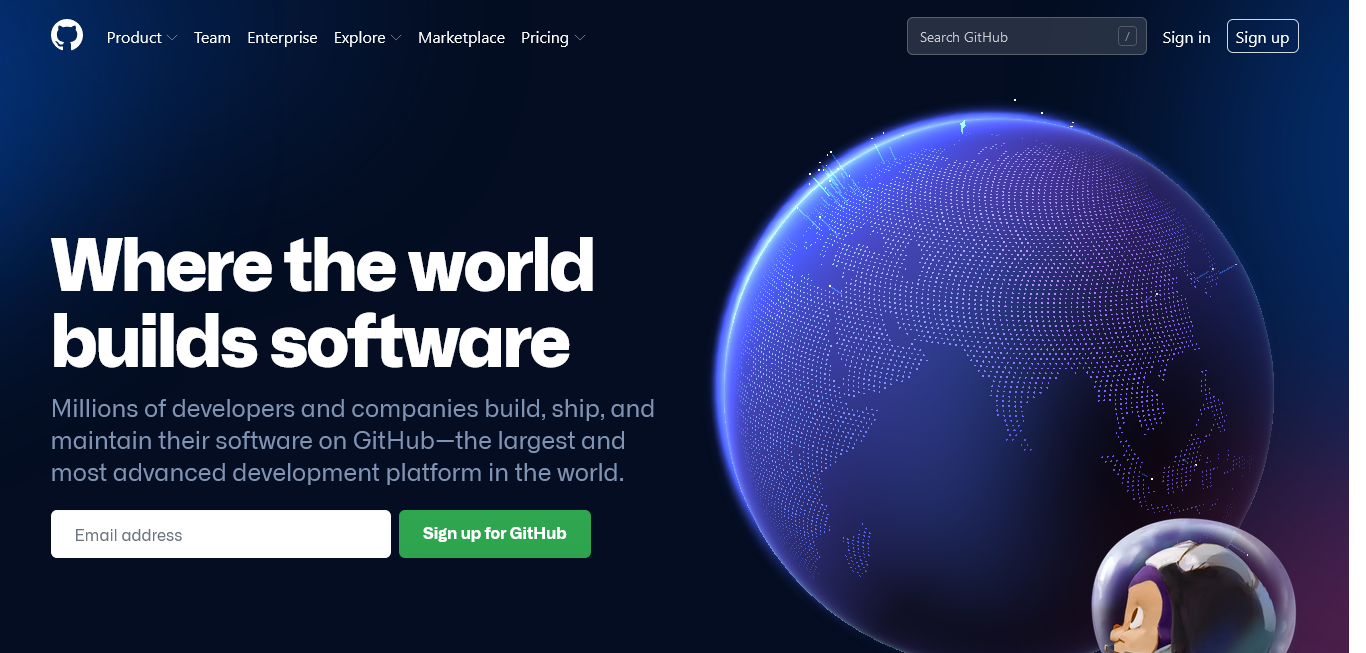 Product Team Enterprise Explore Marketplace Pricing Search GitHub / Sign in Sign up
Where the world
builds software
Millions of developers and companies build, ship, and
maintain their software on GitHub—the largest and
most advanced development platform in the world.
Email address Sign up for GitHub